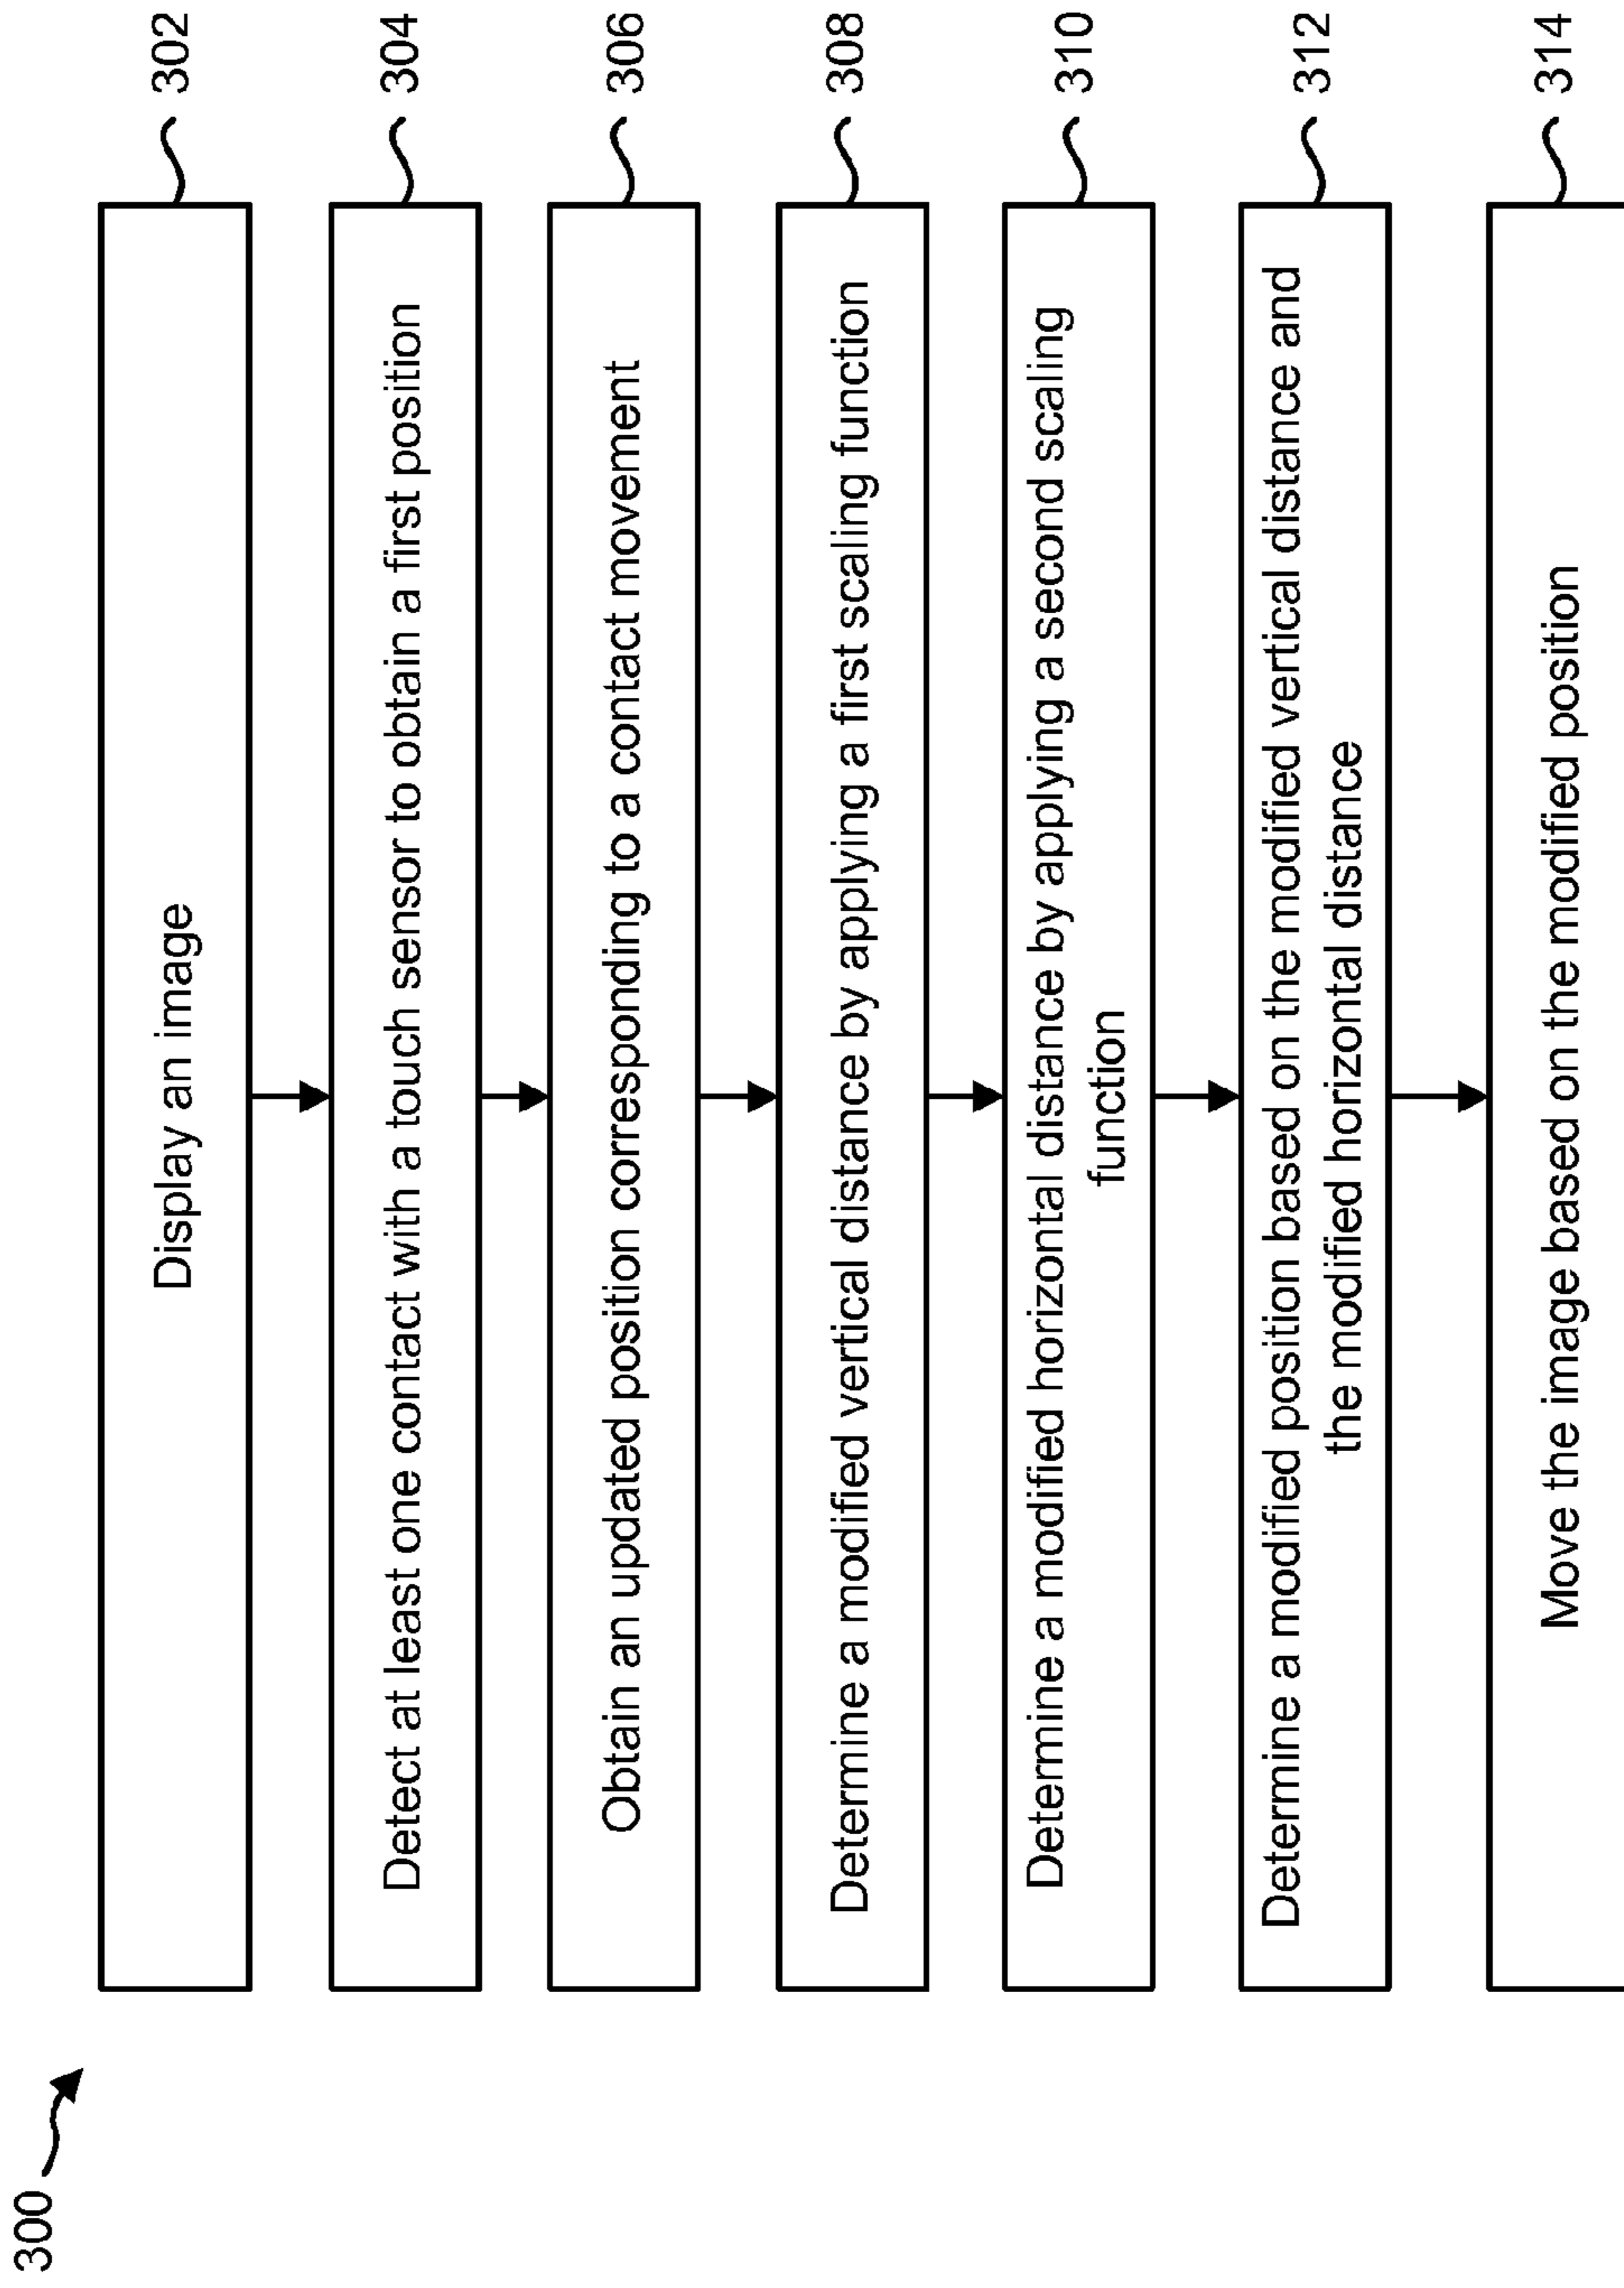 300
Display an image
302
Detect at least one contact with a touch sensor to obtain a first position
304
Obtain an updated position corresponding to a contact movement
306
Determine a modified vertical distance by applying a first scaling function
308
Determine a modified horizontal distance by applying a second scaling
function
310
Determine a modified position based on the modified vertical distance and
the modified horizontal distance
312
Move the image based on the modified position
314